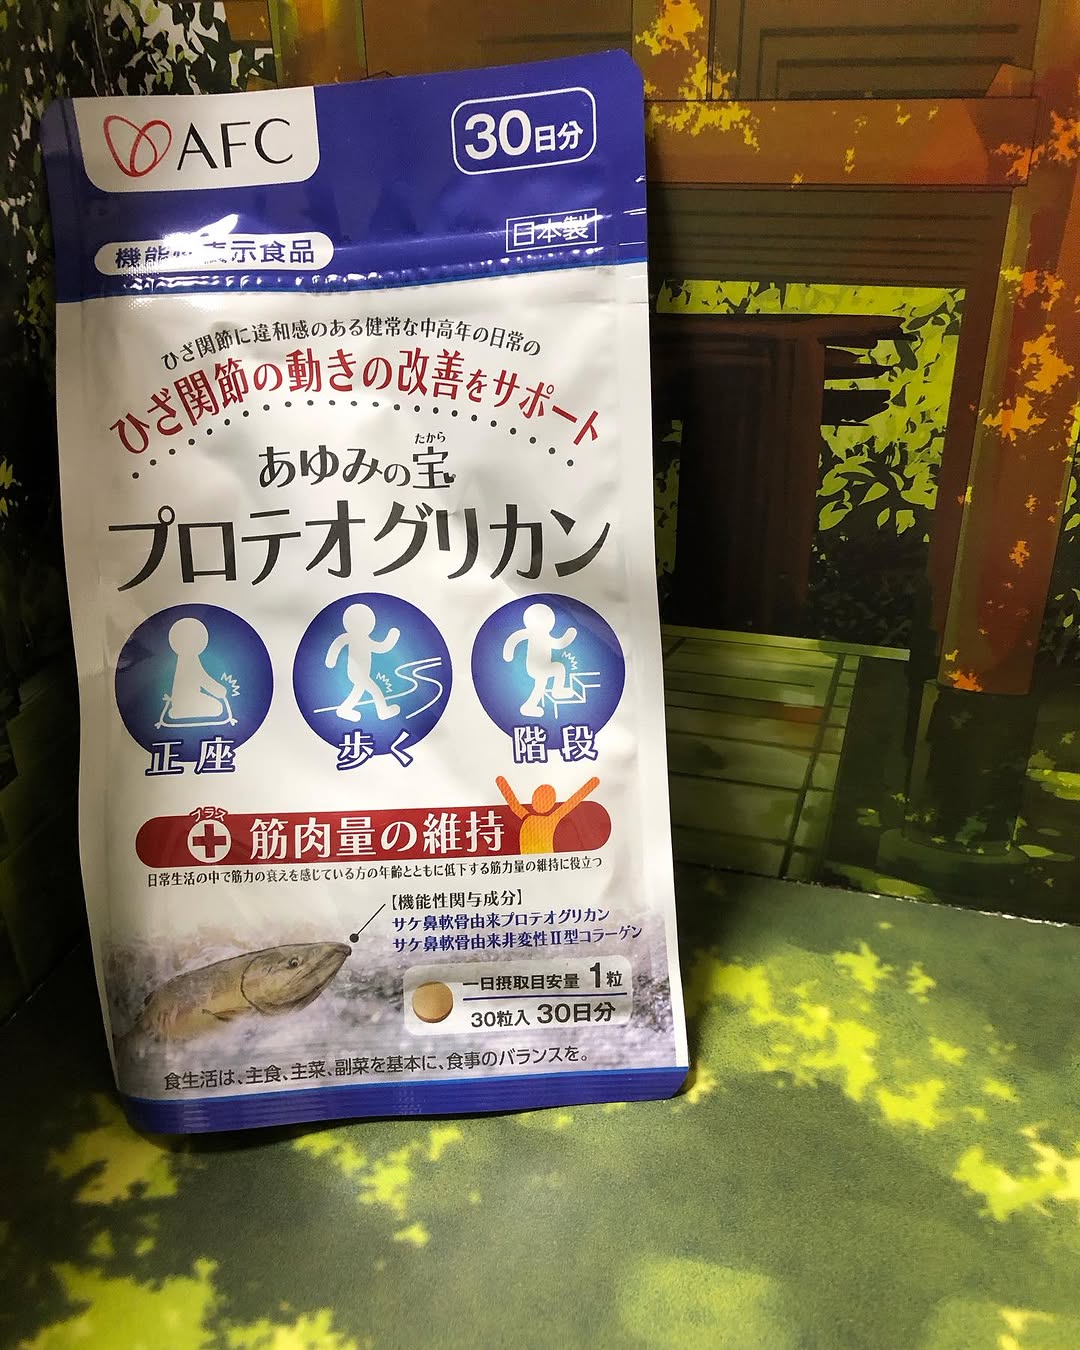 AFC
30日分
日本製
機能性表示食品
ひざ関節に違和感のある健常な中高年の日常の
ひざ関節の動きの改善をサポート
たから
あゆみの宝
プロテオグリカン
正座
歩く
階段
プラス
筋肉量の維持
日常生活の中で筋力の衰えを感じている方の年齢とともに低下する筋力量の維持に役立つ
【機能性関与成分】
サケ鼻軟骨由来プロテオグリカン
サケ鼻軟骨由来非変性Ⅱ型コラーゲン
一日摂取目安量 1粒
30粒入 30日分
食生活は、主食、主菜、副菜を基本に、食事のバランスを。